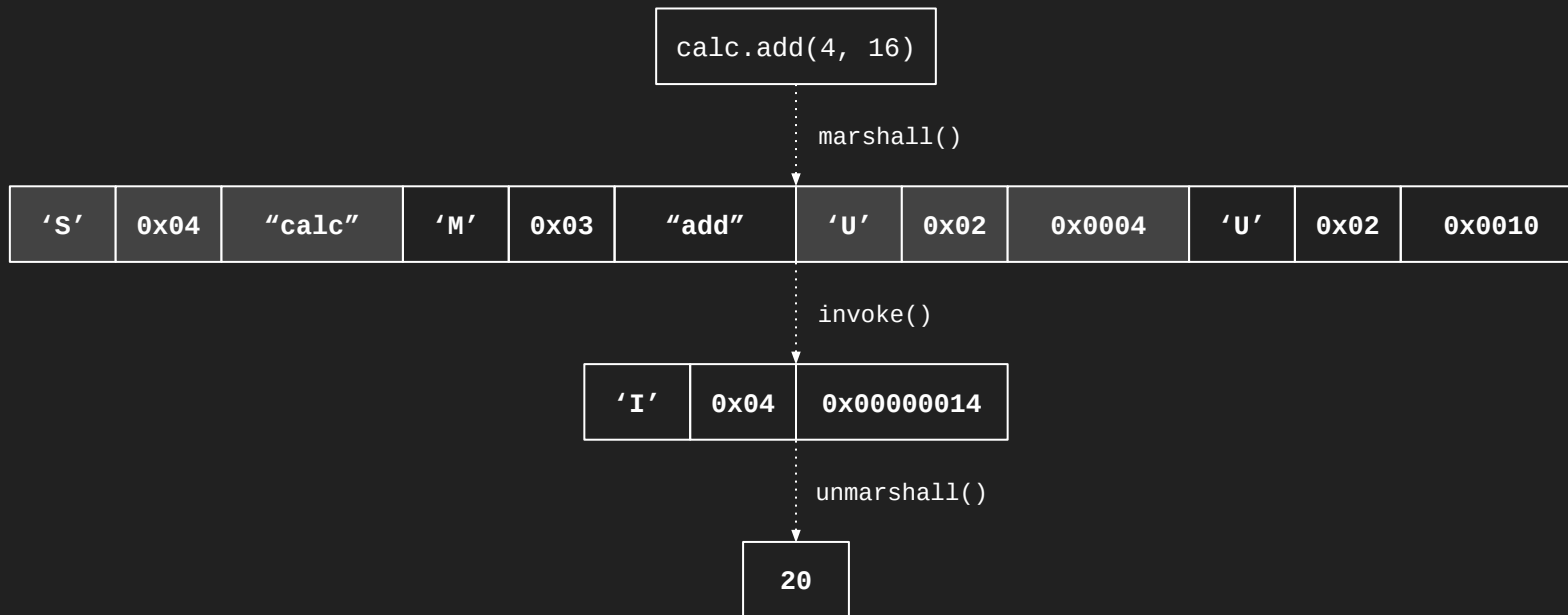 calc.add(4, 16)
marshall()
‘S’ 0x04 “calc” ‘M’ 0x03 “add” ‘U’ 0x02 0x0004 ‘U’ 0x02 0x0010
invoke()
‘I’ 0x04 0x00000014
unmarshall()
20